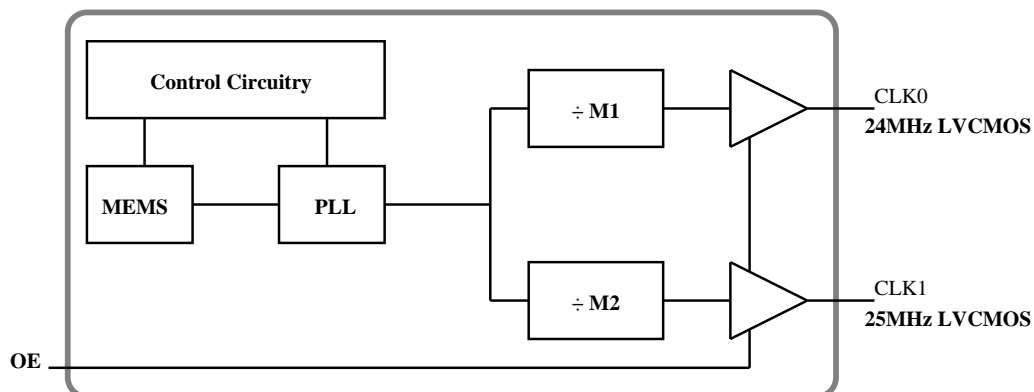 Control Circuitry
MEMS
PLL
÷ M1
÷ M2
CLK0
24MHz LVCMOS
CLK1
25MHz LVCMOS
OE